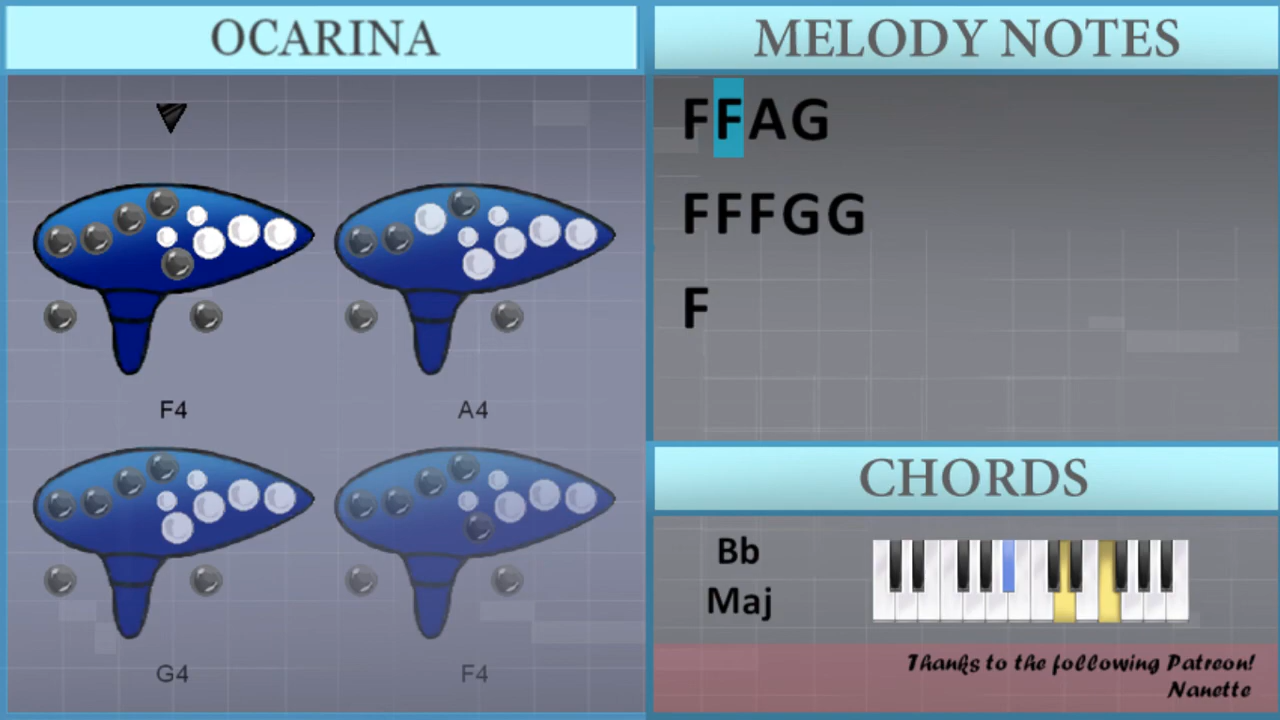 OCARINA
F4
A4
G4
F4
MELODY NOTES
FFAG
FFFGG
F
CHORDS
Bb
Maj
Thanks to the following Patreon!
Nanette